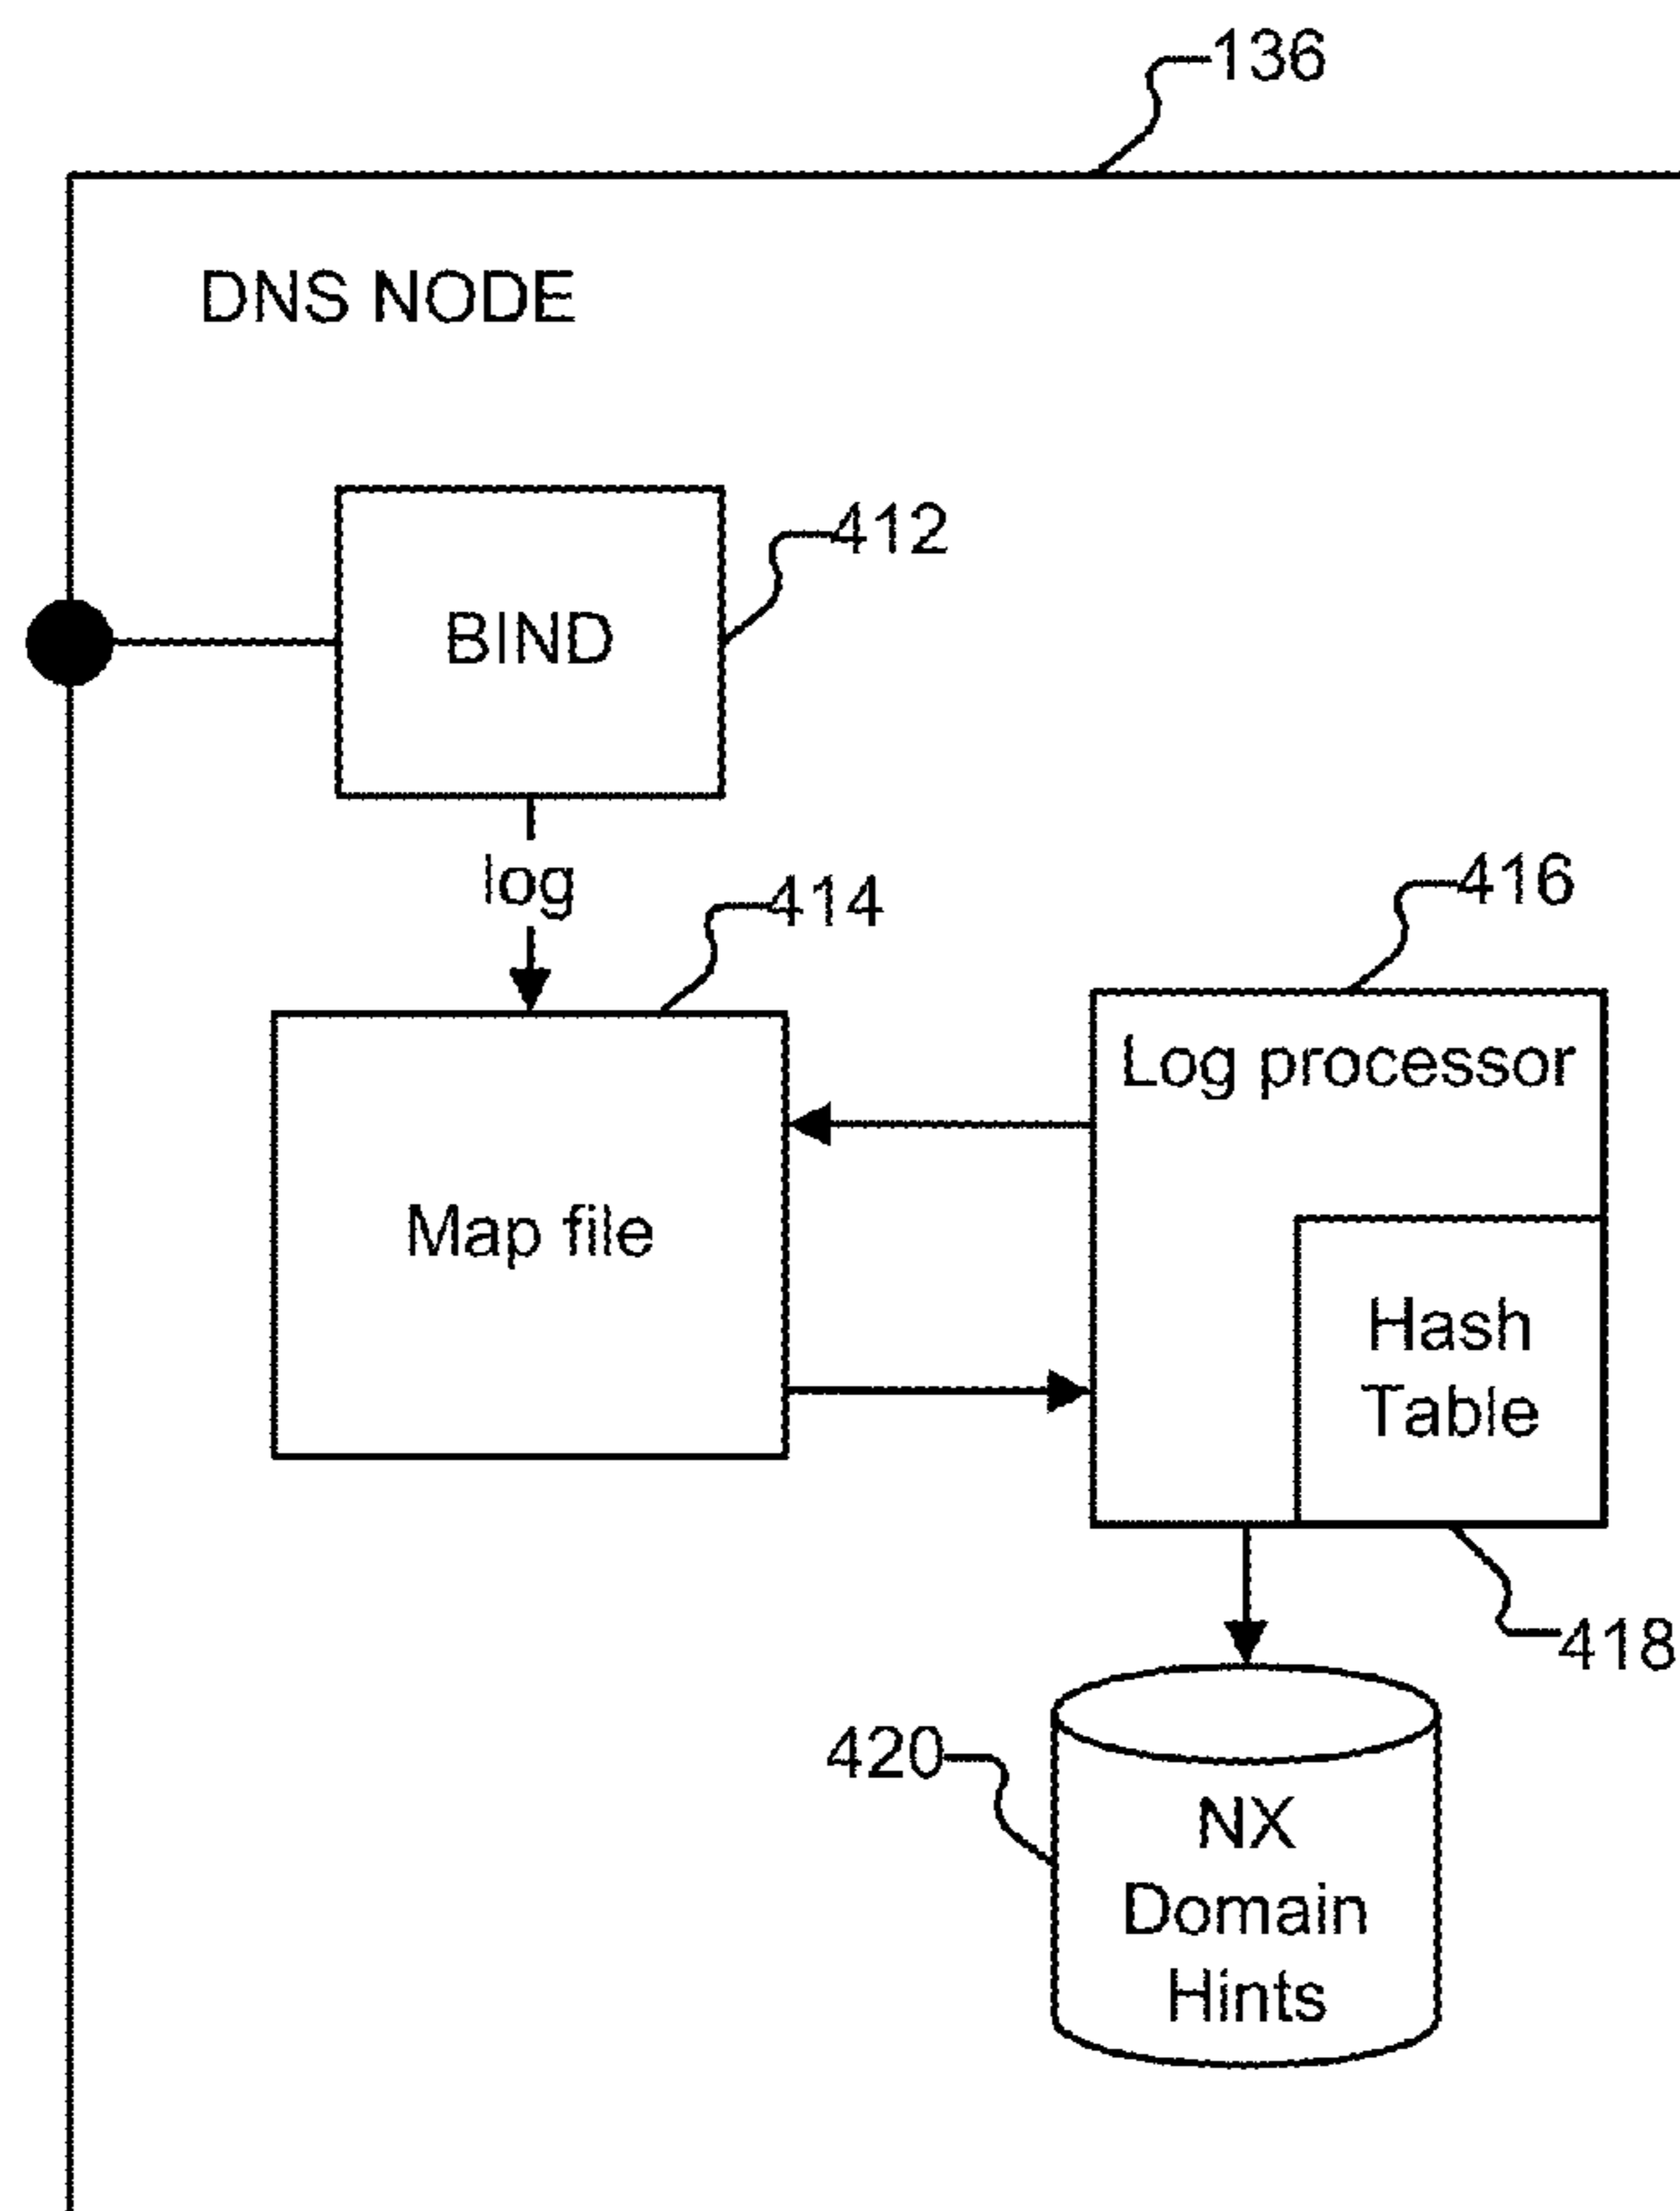 136
DNS NODE
412
BIND
log
414
416
Log processor
Map file
Hash
Table
418
420
NX
Domain
Hints